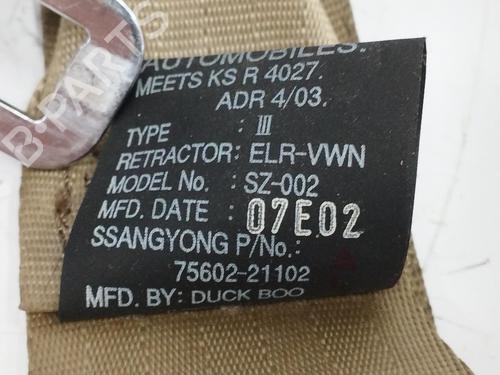 AUTOMOBILES.
MEETS KS R 4027.
ADR 4/03.
TYPE : III
RETRACTOR: ELR-VWN
MODEL No. : SZ-002
MFD. DATE : 07E02
SSANGYONG P/No.:
75602-21102
MFD. BY: DUCK BOO
B-PARTS